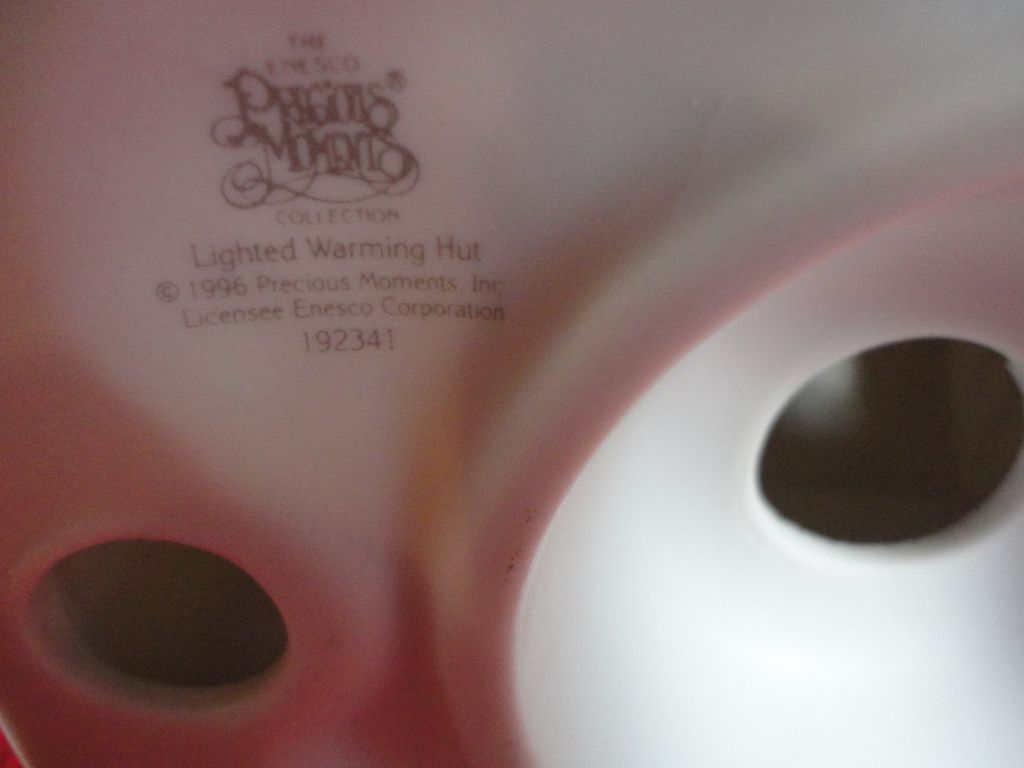 THE
ENESCO
PRECIOUS®
MOMENTS
COLLECTION
Lighted Warming Hut
© 1996 Precious Moments, Inc.
Licensee Enesco Corporation
192341